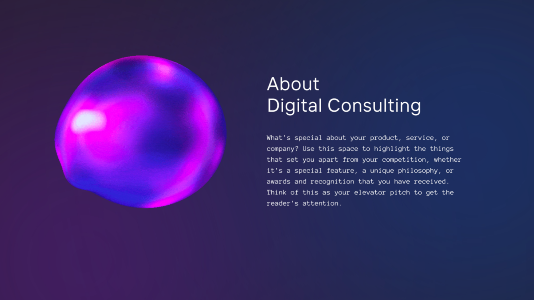 About
Digital Consulting
What's special about your product, service, or
company? Use this space to highlight the things
that set you apart from your competition, whether
it's a special feature, a unique philosophy, or
awards and recognition that you have received.
Think of this as your elevator pitch to get the
reader's attention.